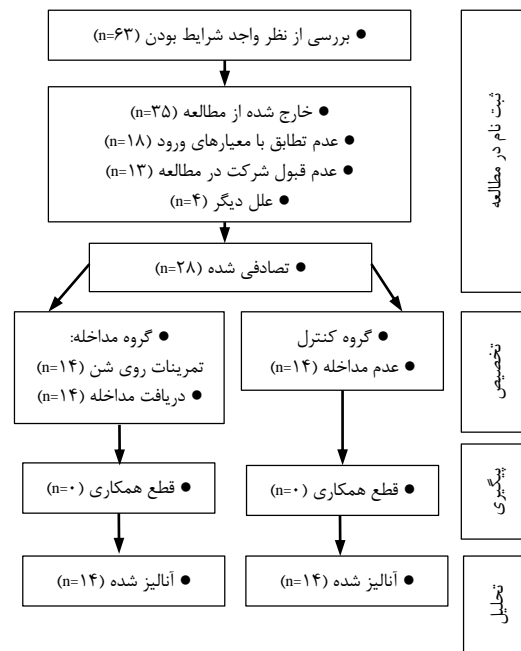 ● بررسی از نظر واجد شرایط بودن (n=۶۳)
ثبت نام در مطالعه
● خارج شده از مطالعه (n=۳۵)
● عدم تطابق با معیارهای ورود (n=۱۸)
● عدم قبول شرکت در مطالعه (n=۱۳)
● علل دیگر (n=۴)
● تصادفی شده (n=۲۸)
تخصیص
● گروه کنترل
● عدم مداخله (n=۱۴)
● گروه مداخله:
تمرینات روی شن (n=۱۴)
● دریافت مداخله (n=۱۴)
پیگیری
● قطع همکاری (n=۰)
● قطع همکاری (n=۰)
تحلیل
● آنالیز شده (n=۱۴)
● آنالیز شده (n=۱۴)